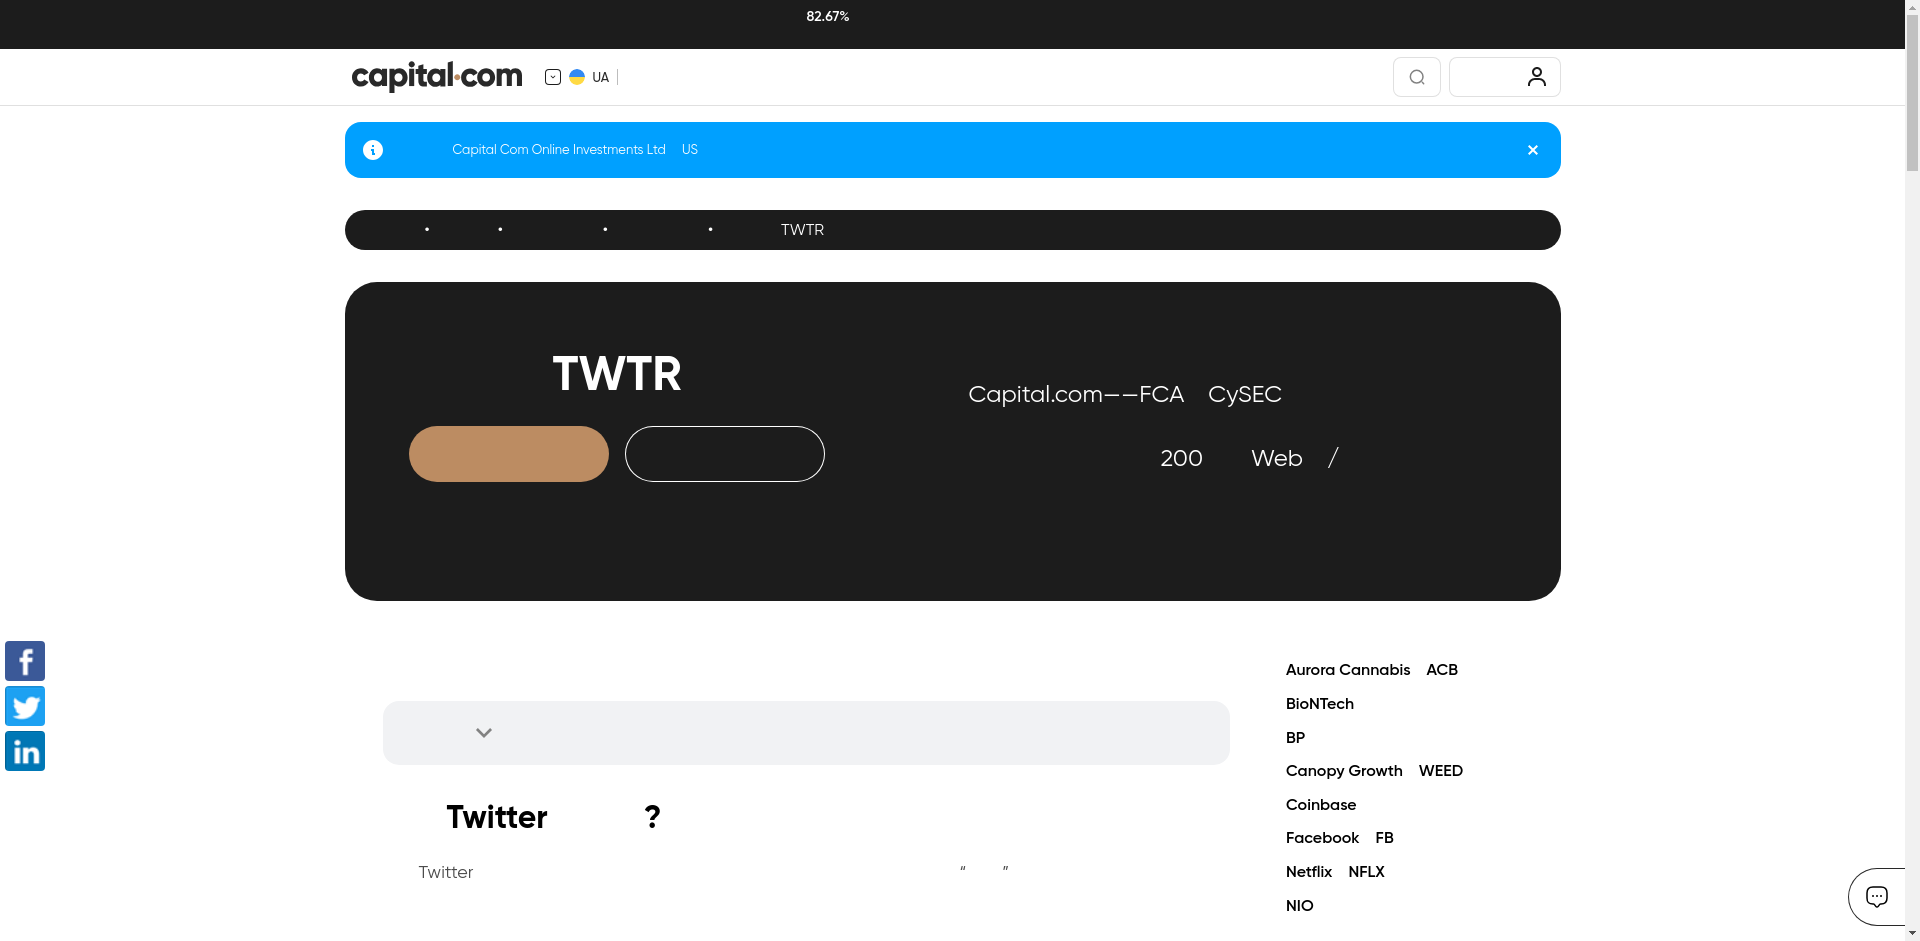 82.67%
capital.com
UA
Capital Com Online Investments Ltd US
• • • • TWTR
TWTR
Capital.com——FCA CySEC
200 Web /
Aurora Cannabis ACB
BioNTech
BP
Canopy Growth WEED
Coinbase
Facebook FB
Netflix NFLX
NIO
Twitter ?
Twitter “ ”